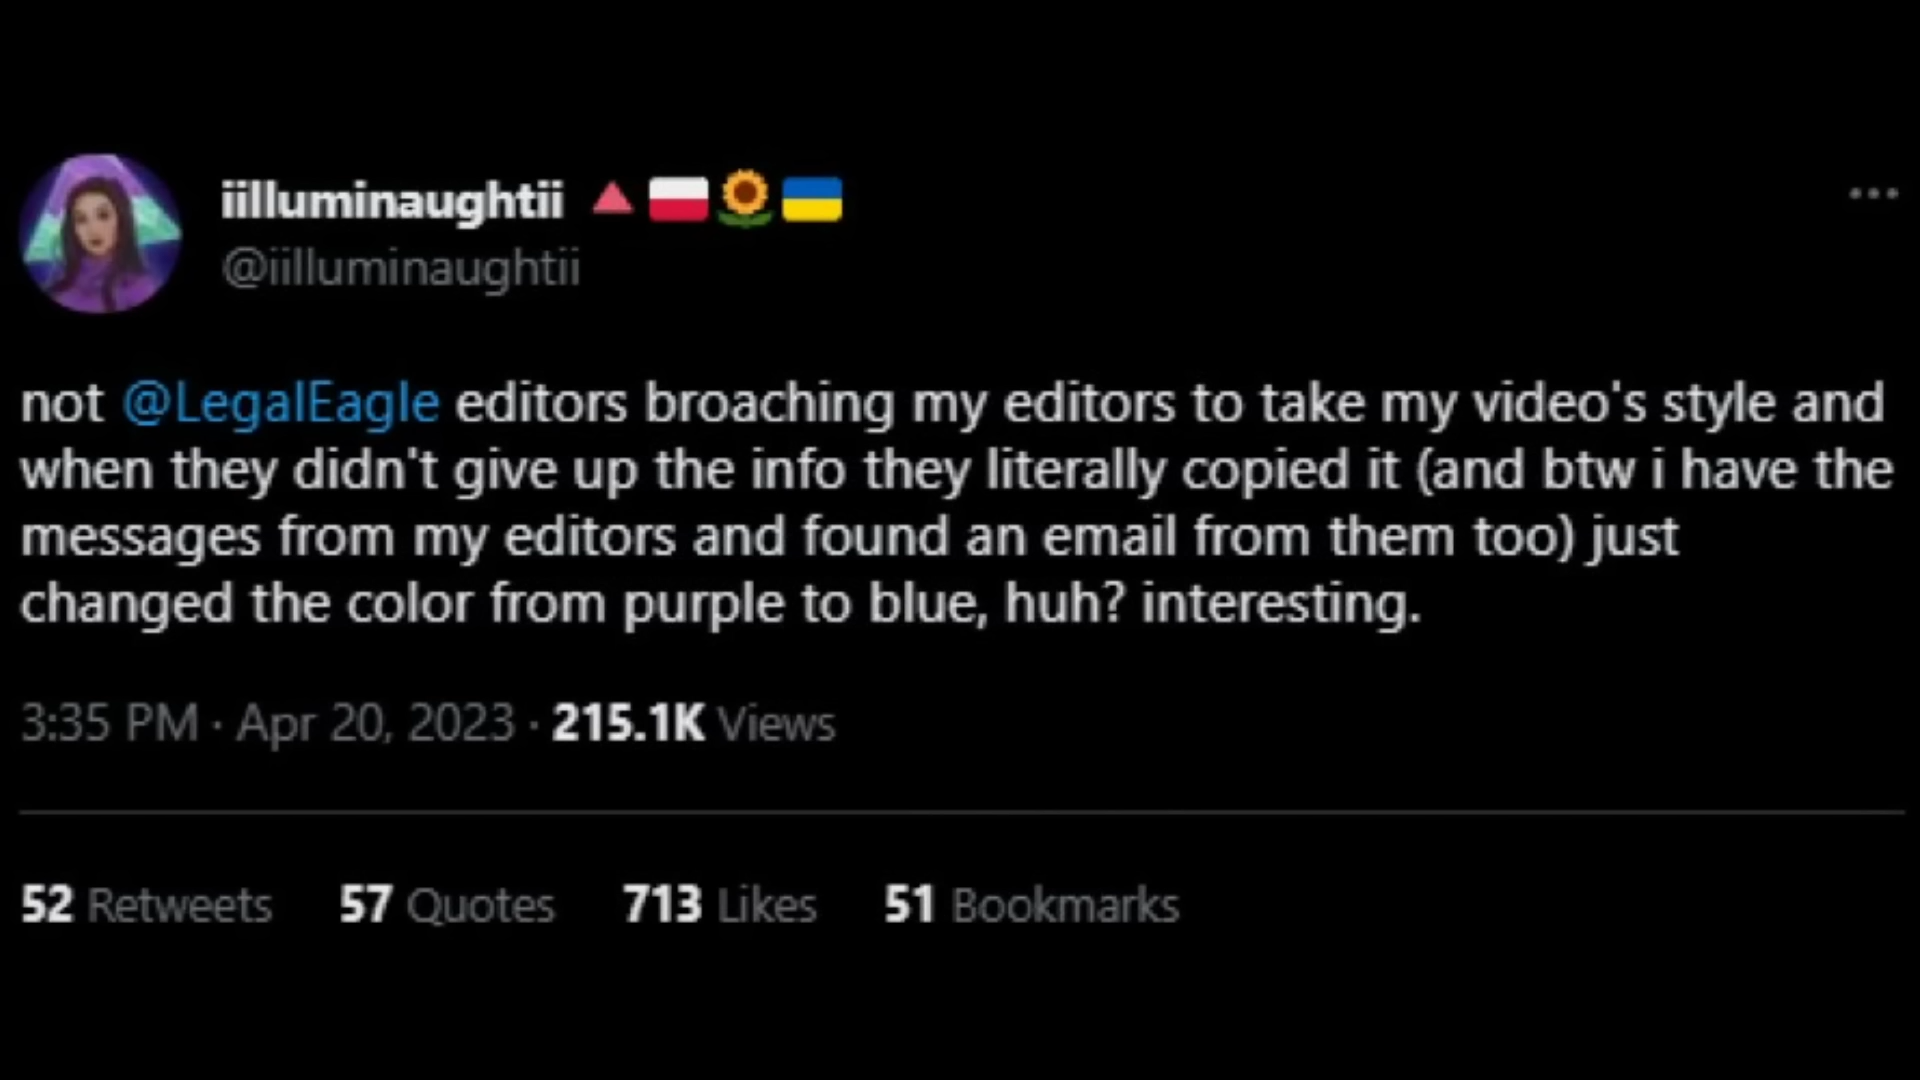 iilluminaughtii 🔺🇵🇱🌻🇺🇦
@iilluminaughtii
not @LegalEagle editors broaching my editors to take my video's style and
when they didn't give up the info they literally copied it (and btw i have the
messages from my editors and found an email from them too) just
changed the color from purple to blue, huh? interesting.
3:35 PM · Apr 20, 2023 · 215.1K Views
52 Retweets 57 Quotes 713 Likes 51 Bookmarks